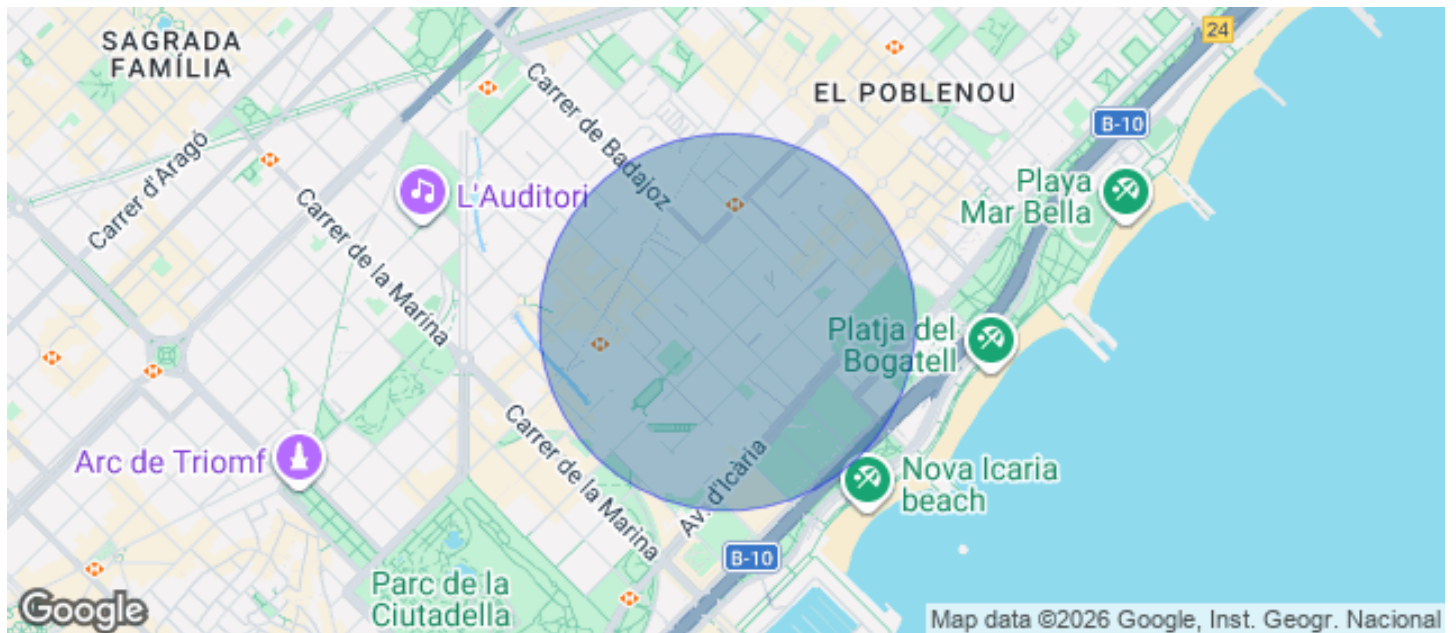 SAGRADA
FAMÍLIA
24
EL POBLENOU
B-10
Carrer de Badajoz
Carrer d'Aragó
L'Auditori
Playa
Mar Bella
Carrer de la Marina
Platja del
Bogatell
Arc de Triomf
Carrer de la Marina
Av. d'Icària
Nova Icaria
beach
B-10
Parc de la
Ciutadella
Google
Map data ©2026 Google, Inst. Geogr. Nacional